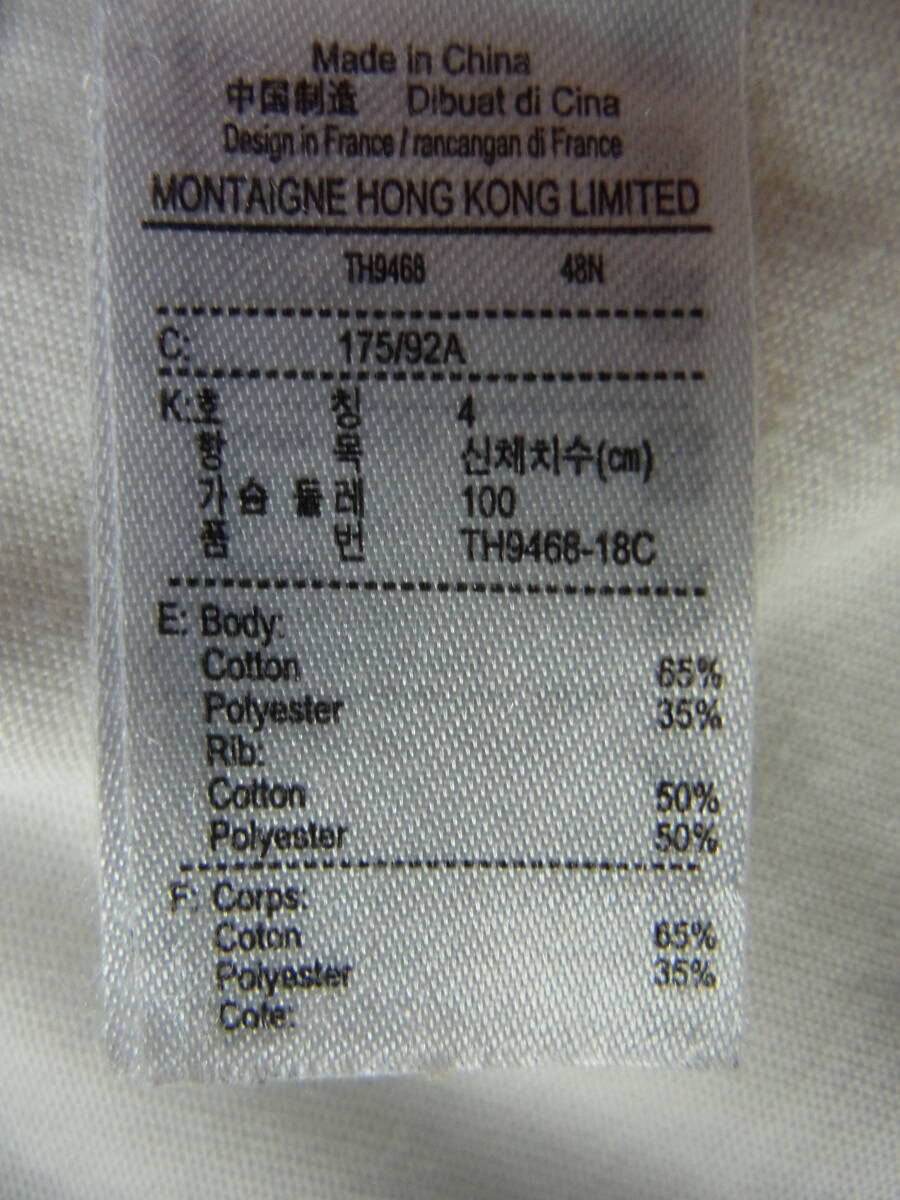 Made in China
中国制造 Dibuat di Cina
Design in France / rancangan di France
MONTAIGNE HONG KONG LIMITED
TH9468 48N
C: 175/92A
K: 호 칭 4
항 목 신체치수(cm)
가 슴 둘 레 100
품 번 TH9468-18C
E: Body:
Cotton 65%
Polyester 35%
Rib:
Cotton 50%
Polyester 50%
F: Corps:
Coton 65%
Polyester 35%
Cote: